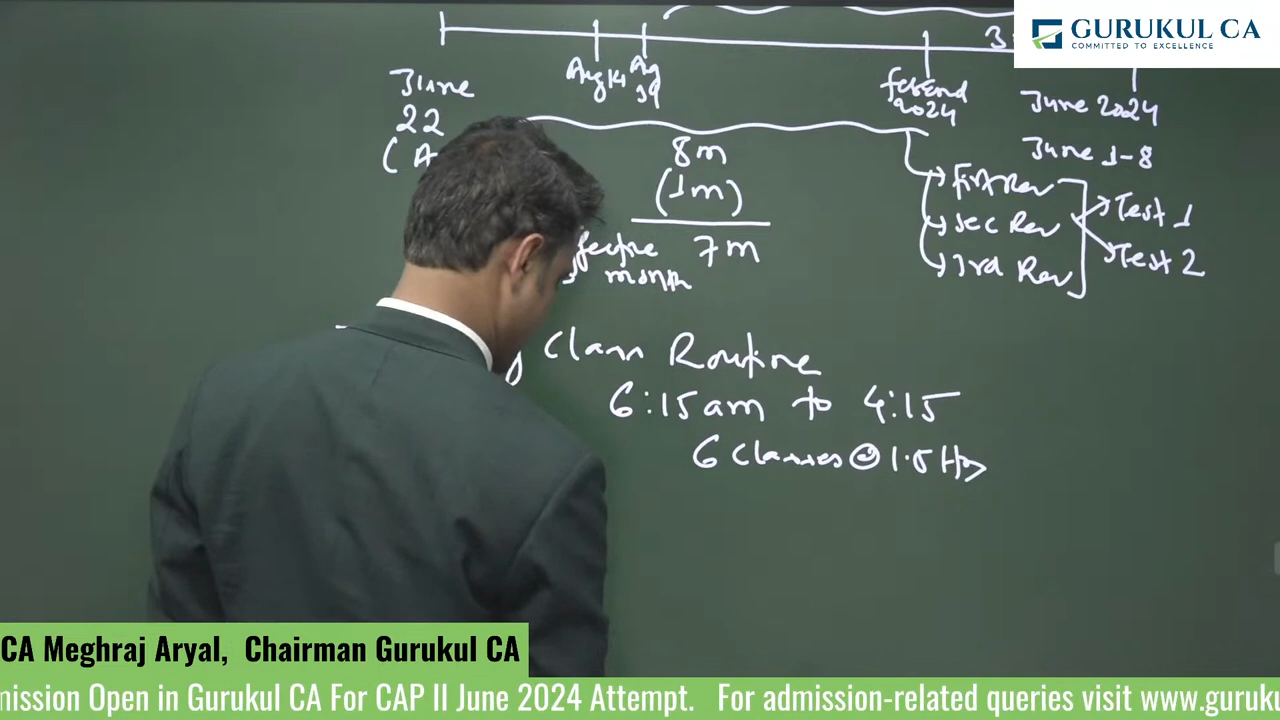 GURUKUL CA
COMMITTED TO EXCELLENCE
3
June
22
(A
Aug 14
Feb End
2024
June 2024
June 1-8
8m
(1m)
7m
month
First Rev
Sec Rev
3rd Rev
Test 1
Test 2
Class Routine
6:15am to 4:15
6 Classes @ 1.5 Hrs
CA Meghraj Aryal, Chairman Gurukul CA
mission Open in Gurukul CA For CAP II June 2024 Attempt. For admission-related queries visit www.guruku